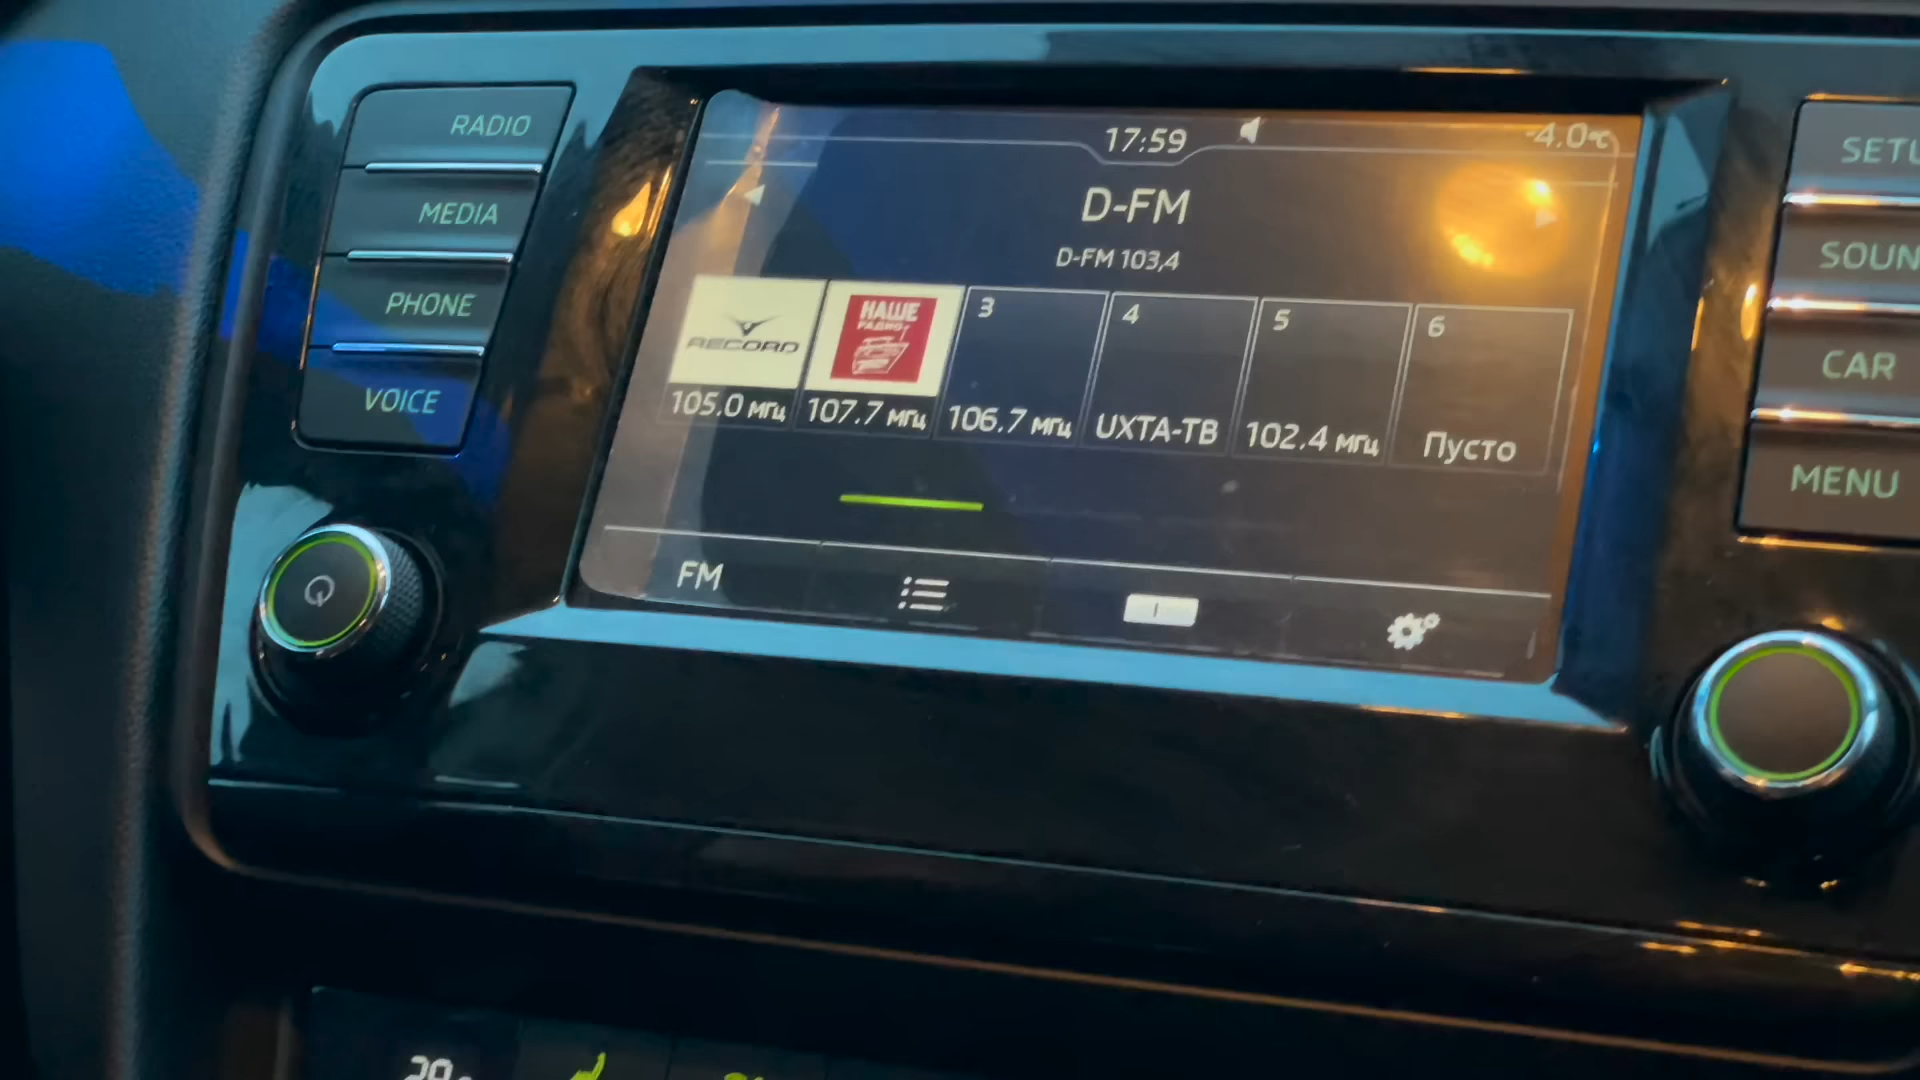 RADIO
MEDIA
PHONE
VOICE
17:59
-4.0°C
D-FM
D-FM 103,4
RECORD
НАШЕ
РАДИО
3
4
5
6
105.0 МГц
107.7 МГц
106.7 МГц
UXTA-TB
102.4 МГц
Пусто
FM
SETU
SOUN
CAR
MENU